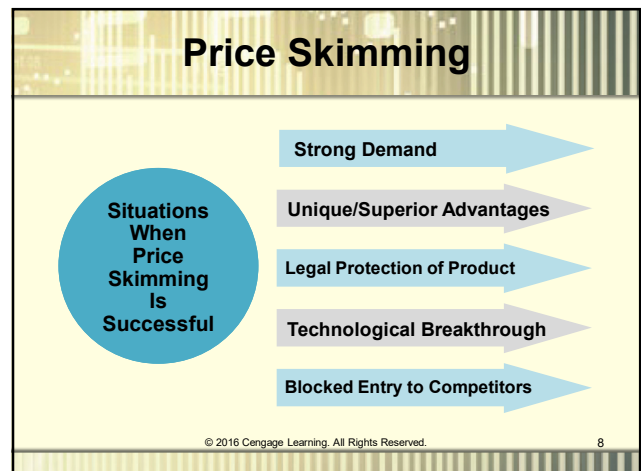 Price Skimming
Situations
When
Price
Skimming
Is
Successful
Strong Demand
Unique/Superior Advantages
Legal Protection of Product
Technological Breakthrough
Blocked Entry to Competitors
© 2016 Cengage Learning. All Rights Reserved.
8